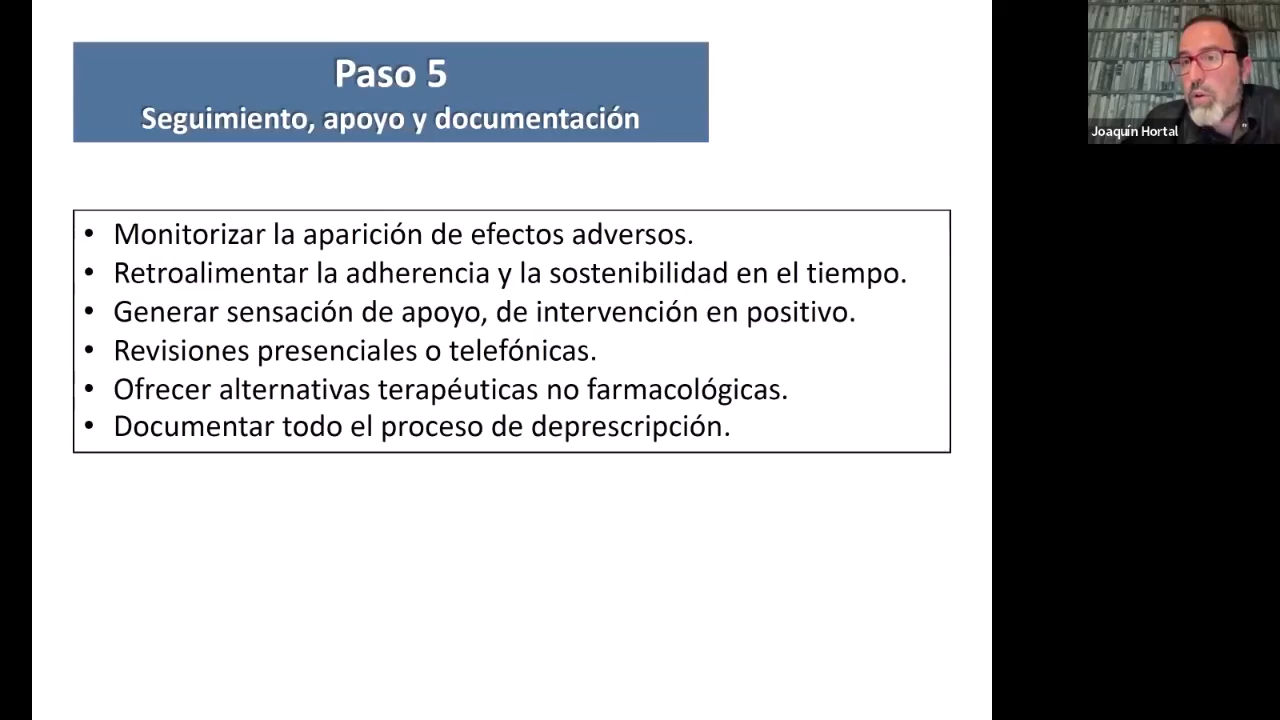 Paso 5
Seguimiento, apoyo y documentación
• Monitorizar la aparición de efectos adversos.
• Retroalimentar la adherencia y la sostenibilidad en el tiempo.
• Generar sensación de apoyo, de intervención en positivo.
• Revisiones presenciales o telefónicas.
• Ofrecer alternativas terapéuticas no farmacológicas.
• Documentar todo el proceso de deprescripción.
Joaquín Hortal